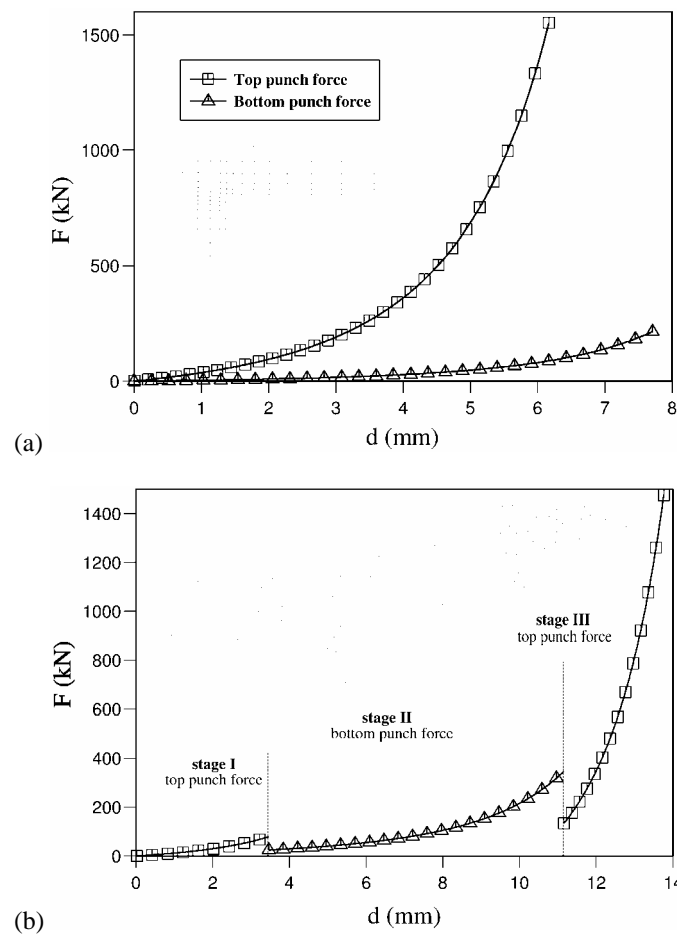 1500
1000
500
0
F (kN)
Top punch force
Bottom punch force
0 1 2 3 4 5 6 7 8
d (mm)
(a)
1400
1200
1000
800
600
400
200
0
F (kN)
stage I
top punch force
stage II
bottom punch force
stage III
top punch force
0 2 4 6 8 10 12 14
d (mm)
(b)